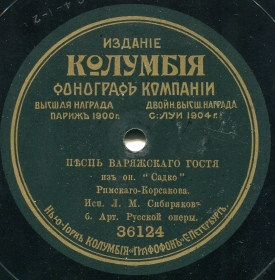 ИЗДАНІЕ
КОЛУМБІЯ
ФОНОГРАФЪ КОМПАНІИ
ВЫСШАЯ НАГРАДА
ПАРИЖЪ 1900 г.
ДВОЙН. ВЫСШ. НАГРАДА
С: ЛУИ 1904 г.
ПѢСНЬ ВАРЯЖСКАГО ГОСТЯ
изъ оп. "Садко"
Римскаго-Корсакова.
Исп. Л. М. Сибиряковъ
б. Арт. Русской оперы.
36124
НЬЮ-ІОРКЪ КОЛУМБІЯ ГРАФОФОНЪ С. ПЕТЕРБУРГЪ